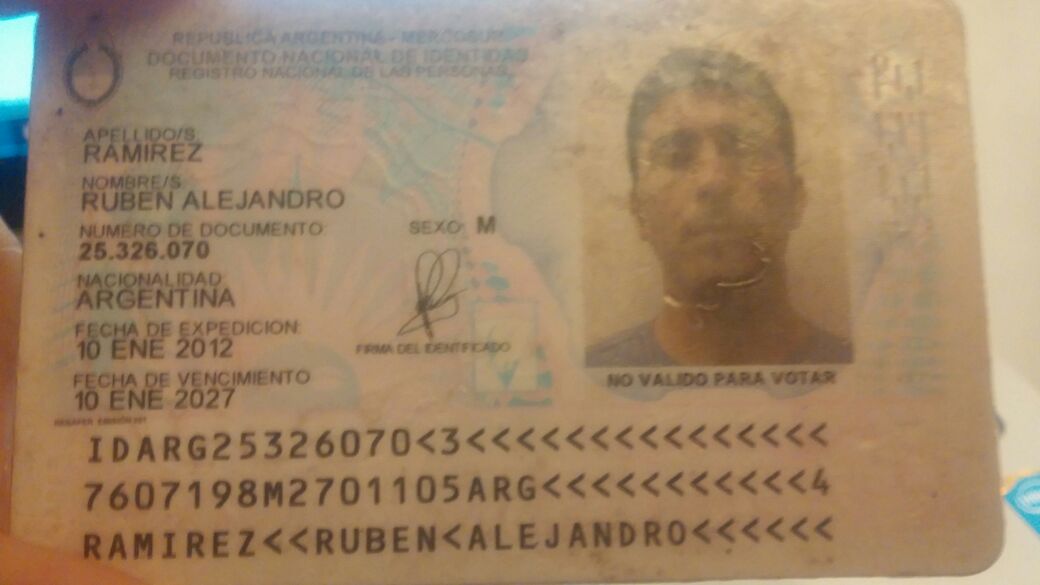 REPUBLICA ARGENTINA - MERCOSUR
DOCUMENTO NACIONAL DE IDENTIDAD
REGISTRO NACIONAL DE LAS PERSONAS
APELLIDO/S
RAMIREZ
NOMBRE/S
RUBEN ALEJANDRO
NUMERO DE DOCUMENTO: SEXO: M
25.326.070
NACIONALIDAD:
ARGENTINA
FECHA DE EXPEDICION:
10 ENE 2012
FIRMA DEL IDENTIFICADO
FECHA DE VENCIMIENTO
10 ENE 2027
NO VALIDO PARA VOTAR
IDARG25326070<3<<<<<<<<<<<<<<<
7607198M2701105ARG<<<<<<<<<<<4
RAMIREZ<<RUBEN<ALEJANDRO<<<<<<